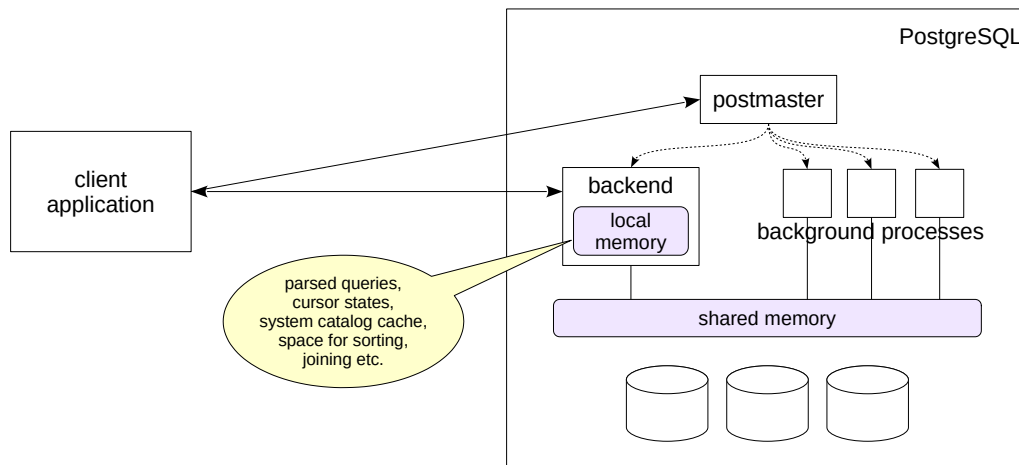 PostgreSQL
postmaster
client
application
backend
local
memory
background processes
parsed queries,
cursor states,
system catalog cache,
space for sorting,
joining etc.
shared memory